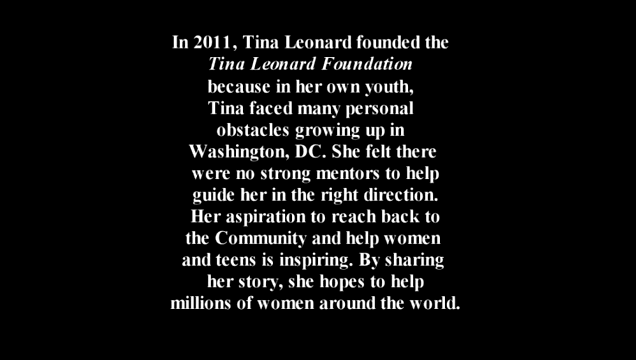 In 2011, Tina Leonard founded the
Tina Leonard Foundation
because in her own youth,
Tina faced many personal
obstacles growing up in
Washington, DC. She felt there
were no strong mentors to help
guide her in the right direction.
Her aspiration to reach back to
the Community and help women
and teens is inspiring. By sharing
her story, she hopes to help
millions of women around the world.